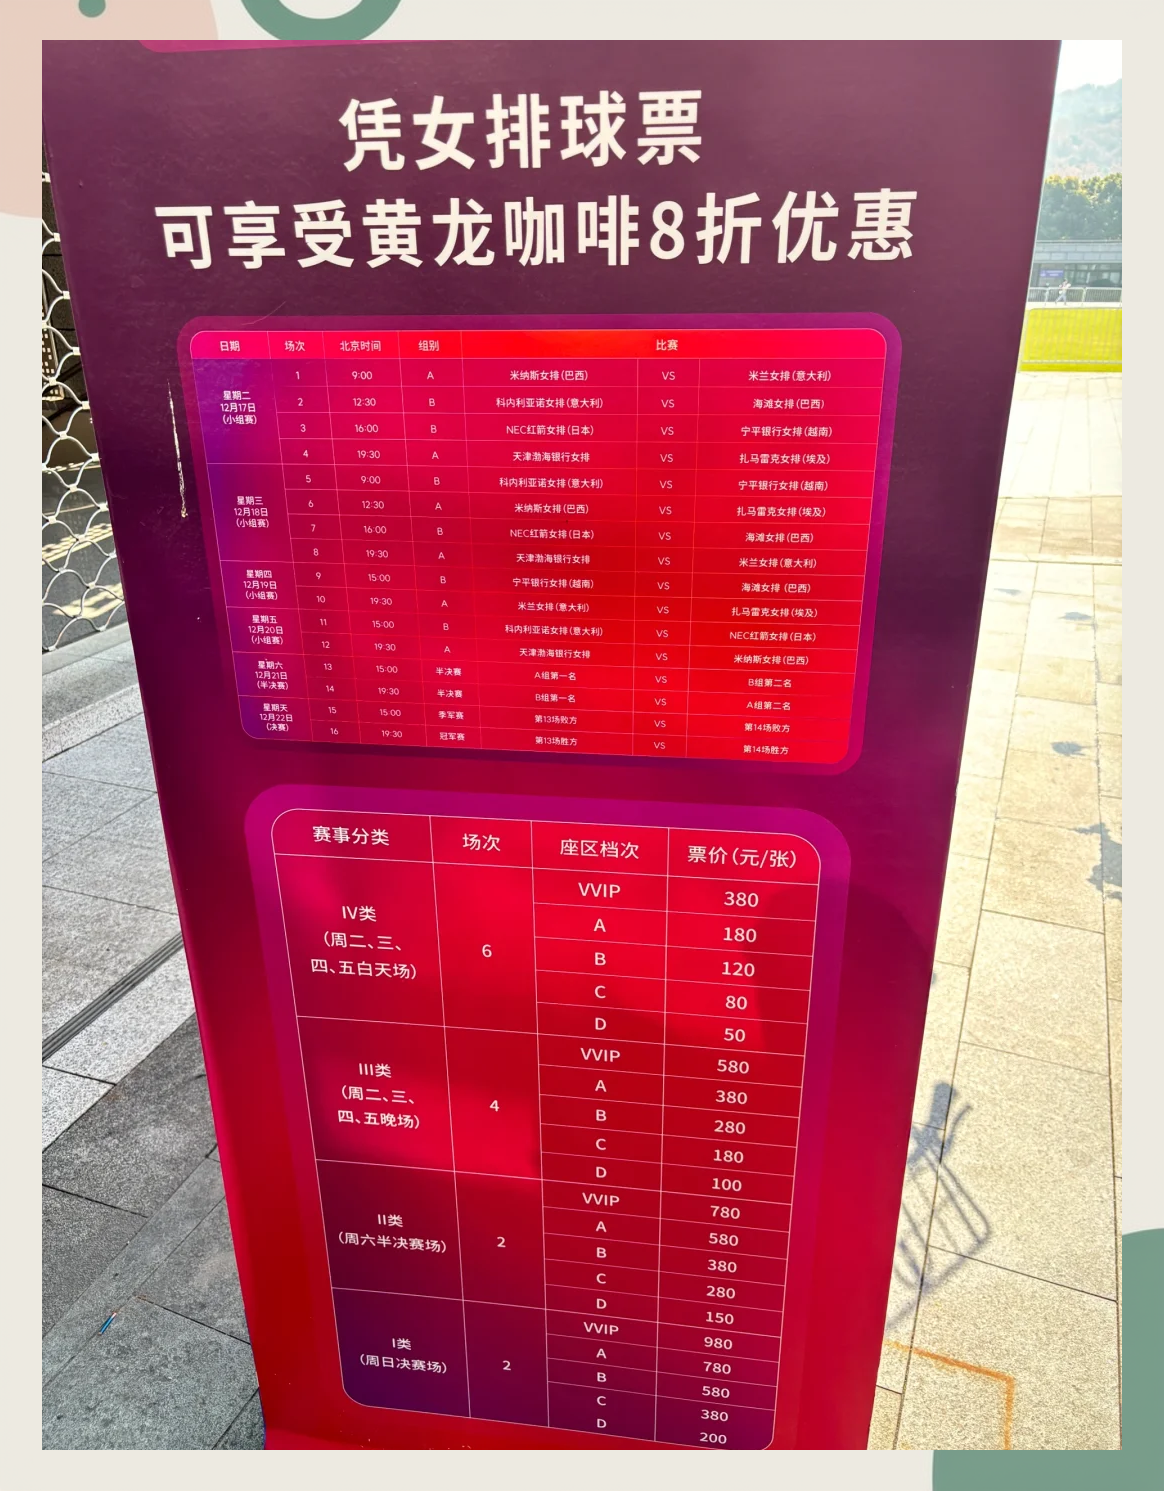 凭女排球票
可享受黄龙咖啡8折优惠
日期 场次 北京时间 组别 比赛
星期二
12月17日
(小组赛)
1 9:00 A 米纳斯女排(巴西) VS 米兰女排(意大利)
2 12:30 B 科内利亚诺女排(意大利) VS 海滩女排(巴西)
3 16:00 B NEC红箭女排(日本) VS 宁平银行女排(越南)
4 19:30 A 天津渤海银行女排 VS 扎马雷克女排(埃及)
星期三
12月18日
(小组赛)
5 9:00 B 科内利亚诺女排(意大利) VS 宁平银行女排(越南)
6 12:30 A 米纳斯女排(巴西) VS 扎马雷克女排(埃及)
7 16:00 B NEC红箭女排(日本) VS 海滩女排(巴西)
8 19:30 A 天津渤海银行女排 VS 米兰女排(意大利)
星期四
12月19日
(小组赛)
9 15:00 B 宁平银行女排(越南) VS 海滩女排(巴西)
10 19:30 A 米兰女排(意大利) VS 扎马雷克女排(埃及)
星期五
12月20日
(小组赛)
11 15:00 B 科内利亚诺女排(意大利) VS NEC红箭女排(日本)
12 19:30 A 天津渤海银行女排 VS 米纳斯女排(巴西)
星期六
12月21日
(半决赛)
13 15:00 半决赛 A组第一名 VS B组第二名
14 19:30 半决赛 B组第一名 VS A组第二名
星期天
12月22日
(决赛)
15 15:00 季军赛 第13场败方 VS 第14场败方
16 19:30 冠军赛 第13场胜方 VS 第14场胜方
赛事分类 场次 座区档次 票价(元/张)
IV类
(周二、三、
四、五白天场)
6
VVIP 380
A 180
B 120
C 80
D 50
III类
(周二、三、
四、五晚场)
4
VVIP 580
A 380
B 280
C 180
D 100
II类
(周六半决赛场)
2
VVIP 780
A 580
B 380
C 280
D 150
I类
(周日决赛场)
2
VVIP 980
A 780
B 580
C 380
D 200